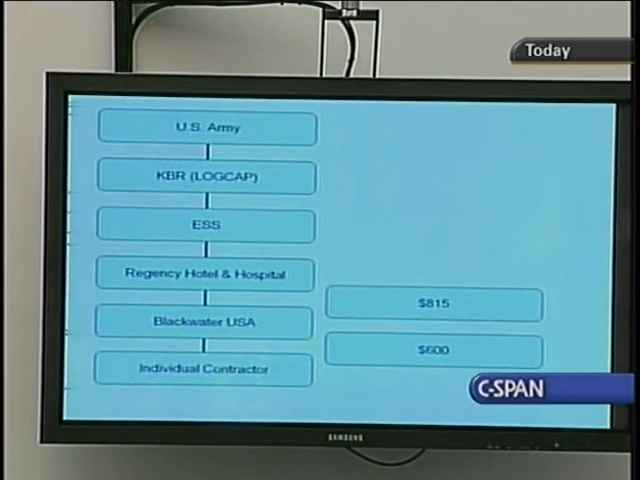 Today
U.S. Army
KBR (LOGCAP)
ESS
Regency Hotel & Hospital
$815
Blackwater USA
$600
Individual Contractor
C-SPAN
SAMSUNG